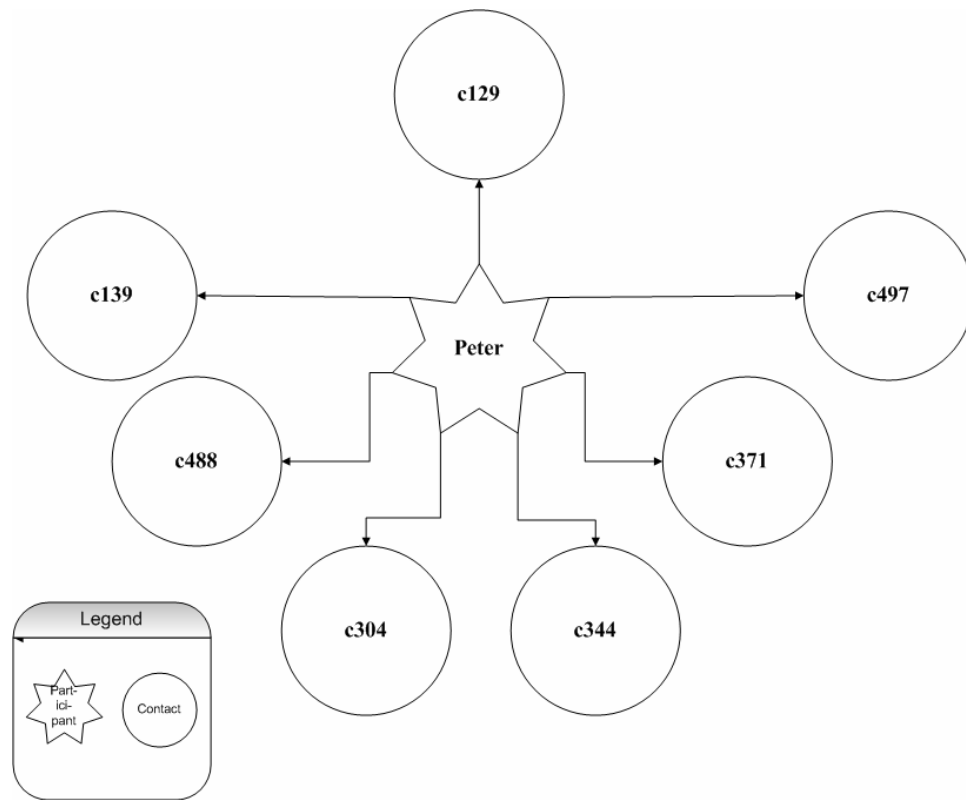 c129
c139
c497
Peter
c488
c371
c304
c344
Legend
Part-
ici-
pant
Contact